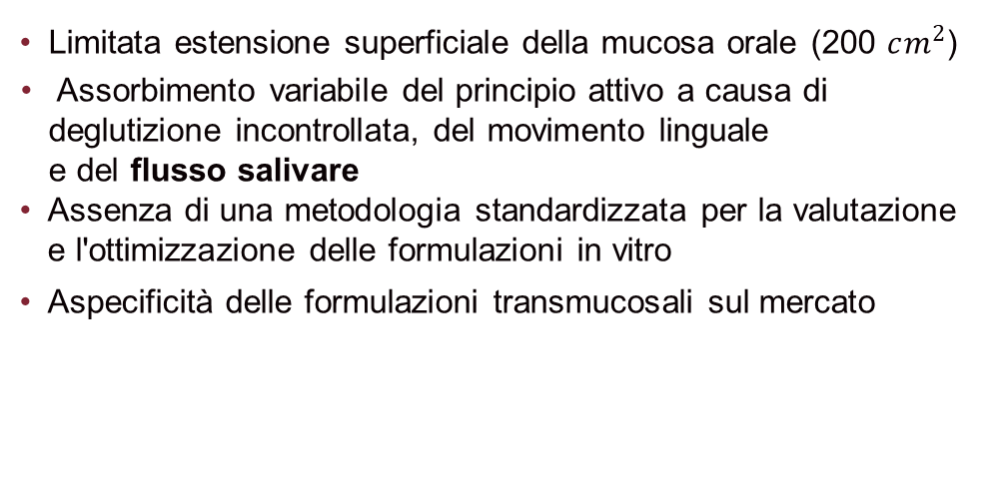 • Limitata estensione superficiale della mucosa orale (200 cm²)
• Assorbimento variabile del principio attivo a causa di
deglutizione incontrollata, del movimento linguale
e del flusso salivare
• Assenza di una metodologia standardizzata per la valutazione
e l'ottimizzazione delle formulazioni in vitro
• Aspecificità delle formulazioni transmucosali sul mercato